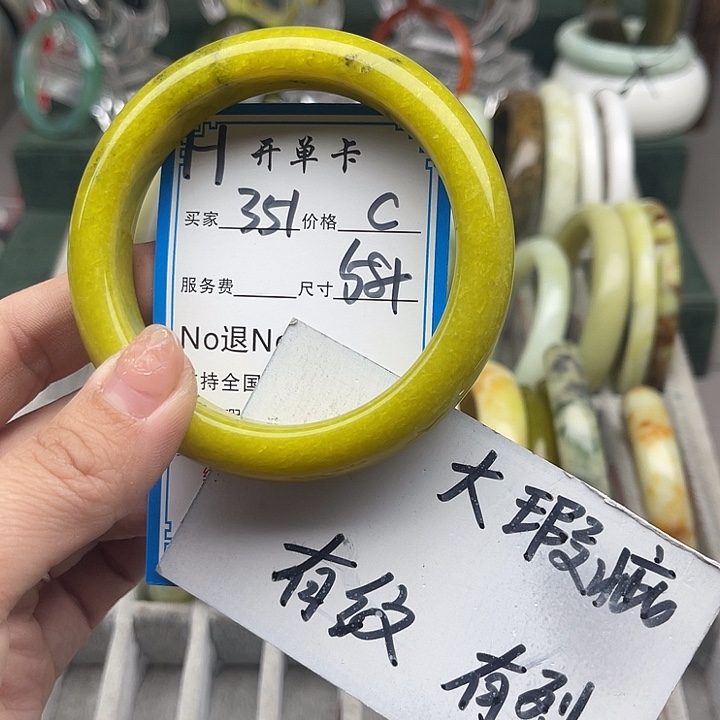 H 开单卡
买家 351 价格 C
服务费 尺寸 58+
No退No
持全国
大瑕疵
有纹
有裂